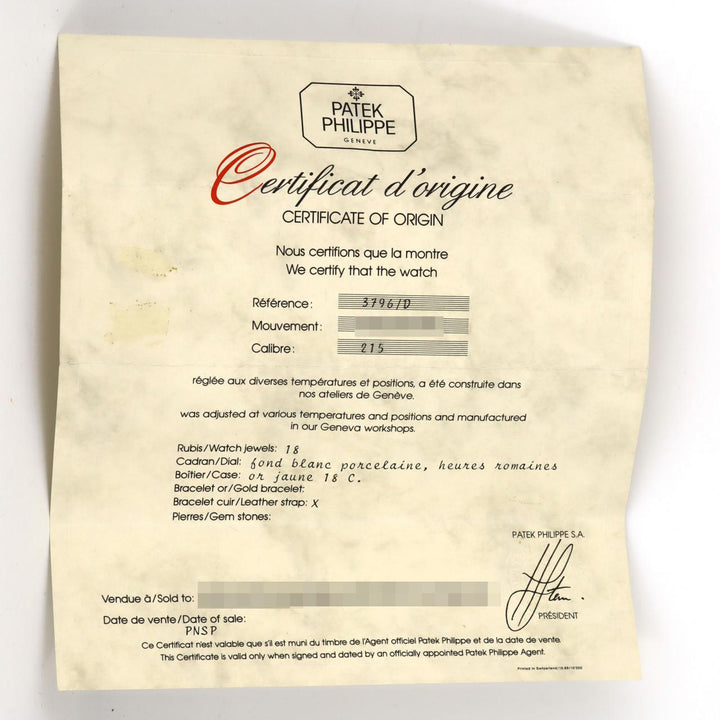 PATEK
PHILIPPE
GENEVE
Certificat d'origine
CERTIFICATE OF ORIGIN
Nous certifions que la montre
We certify that the watch
Référence: 3796/D
Mouvement:
Calibre: 215
réglée aux diverses températures et positions, a été construite dans
nos ateliers de Genève.
was adjusted at various temperatures and positions and manufactured
in our Geneva workshops.
Rubis/Watch jewels: 18
Cadran/Dial: fond blanc porcelaine, heures romaines
Boîtier/Case: or jaune 18 C.
Bracelet or/Gold bracelet:
Bracelet cuir/Leather strap: X
Pierres/Gem stones:
PATEK PHILIPPE S.A.
PRÉSIDENT
Vendue à/Sold to:
Date de vente/Date of sale:
PNSP
Ce Certificat n'est valable que s'il est muni du timbre de l'Agent officiel Patek Philippe et de la date de vente.
This Certificate is valid only when signed and dated by an officially appointed Patek Philippe Agent.